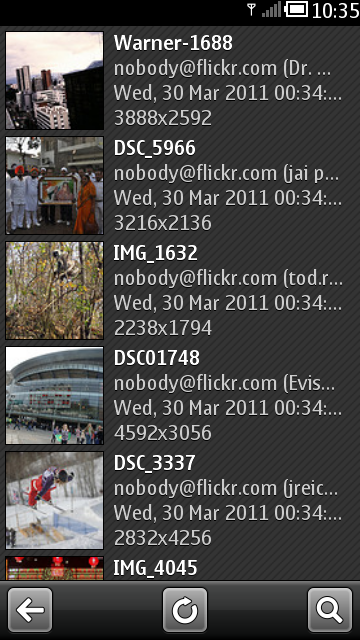 10:35
Warner-1688
nobody@flickr.com (Dr. ...
Wed, 30 Mar 2011 00:34:...
3888x2592
DSC_5966
nobody@flickr.com (jai p...
Wed, 30 Mar 2011 00:34:...
3216x2136
IMG_1632
nobody@flickr.com (tod.r...
Wed, 30 Mar 2011 00:34:...
2238x1794
DSC01748
nobody@flickr.com (Evis...
Wed, 30 Mar 2011 00:34:...
4592x3056
DSC_3337
nobody@flickr.com (jreic...
Wed, 30 Mar 2011 00:34:...
2832x4256
IMG_4045